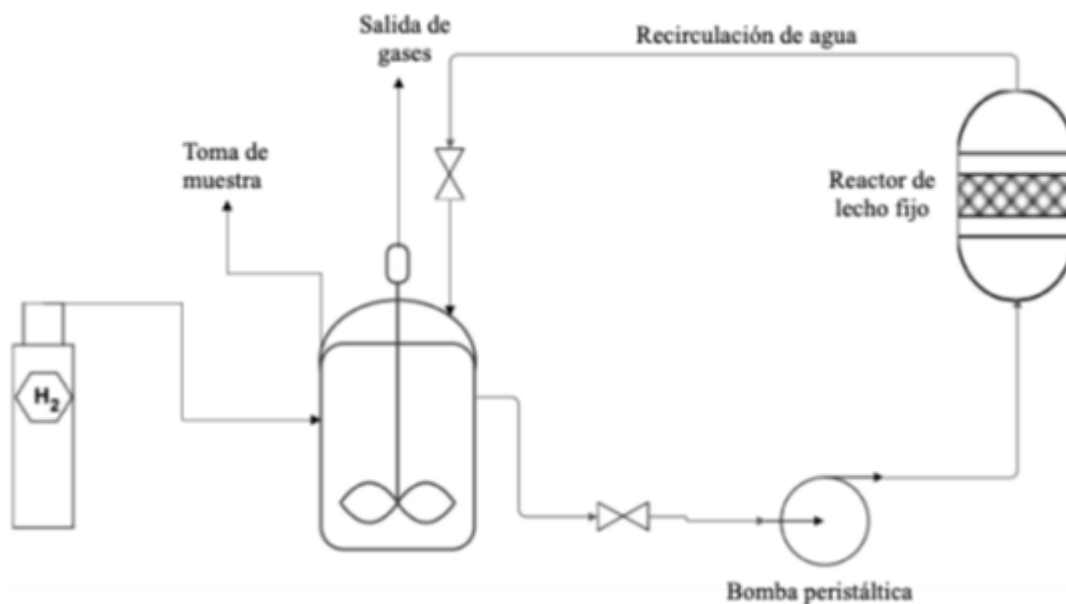 Salida de
gases
Recirculación de agua
Toma de
muestra
Reactor de
lecho fijo
H₂
Bomba peristáltica